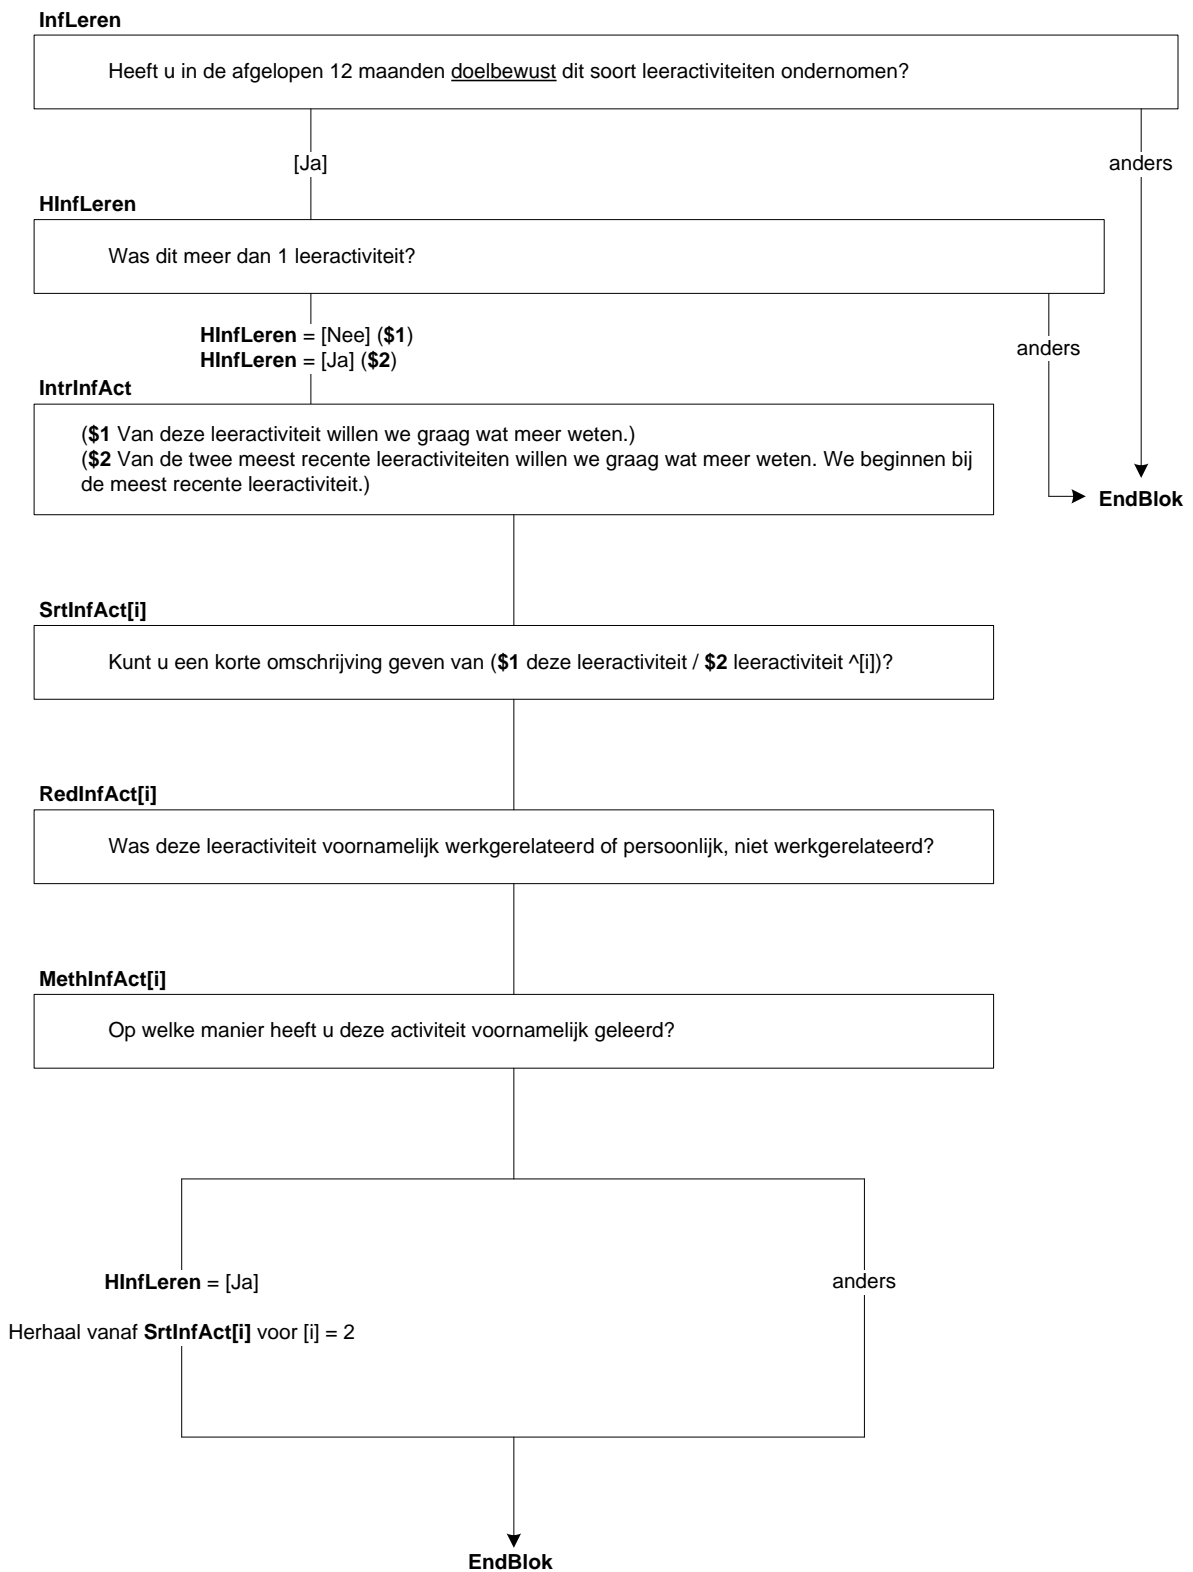 InfLeren
Heeft u in de afgelopen 12 maanden doelbewust dit soort leeractiviteiten ondernomen?
[Ja]
anders
HInfLeren
Was dit meer dan 1 leeractiviteit?
HInfLeren = [Nee] ($1)
HInfLeren = [Ja] ($2)
anders
IntrInfAct
($1 Van deze leeractiviteit willen we graag wat meer weten.)
($2 Van de twee meest recente leeractiviteiten willen we graag wat meer weten. We beginnen bij
de meest recente leeractiviteit.)
EndBlok
SrtInfAct[i]
Kunt u een korte omschrijving geven van ($1 deze leeractiviteit / $2 leeractiviteit ^[i])?
RedInfAct[i]
Was deze leeractiviteit voornamelijk werkgerelateerd of persoonlijk, niet werkgerelateerd?
MethInfAct[i]
Op welke manier heeft u deze activiteit voornamelijk geleerd?
HInfLeren = [Ja]
anders
Herhaal vanaf SrtInfAct[i] voor [i] = 2
EndBlok